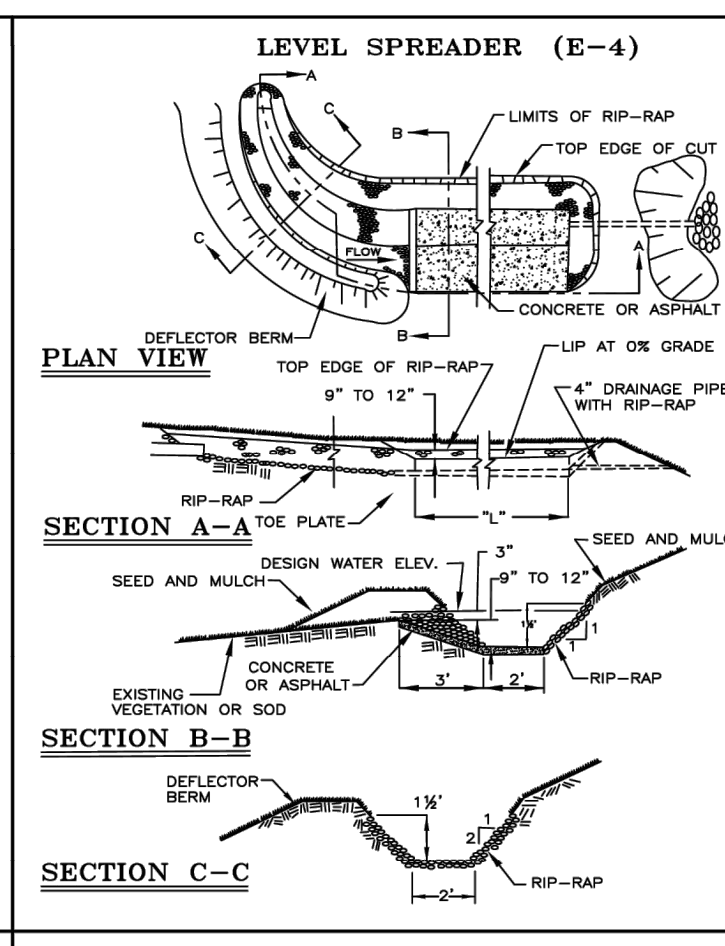 LEVEL SPREADER (E-4)
A
C
B
LIMITS OF RIP-RAP
TOP EDGE OF CUT
C
FLOW
A
CONCRETE OR ASPHALT
DEFLECTOR BERM
B
PLAN VIEW
TOP EDGE OF RIP-RAP
LIP AT 0% GRADE
9" TO 12"
4" DRAINAGE PIPE
WITH RIP-RAP
RIP-RAP
SECTION A-A
TOE PLATE
"L"
3"
SEED AND MUL
DESIGN WATER ELEV.
9" TO 12"
SEED AND MULCH
1½'
1
1
CONCRETE
OR ASPHALT
3'
2'
RIP-RAP
EXISTING
VEGETATION OR SOD
SECTION B-B
DEFLECTOR
BERM
1½'
1
2
SECTION C-C
2'
RIP-RAP